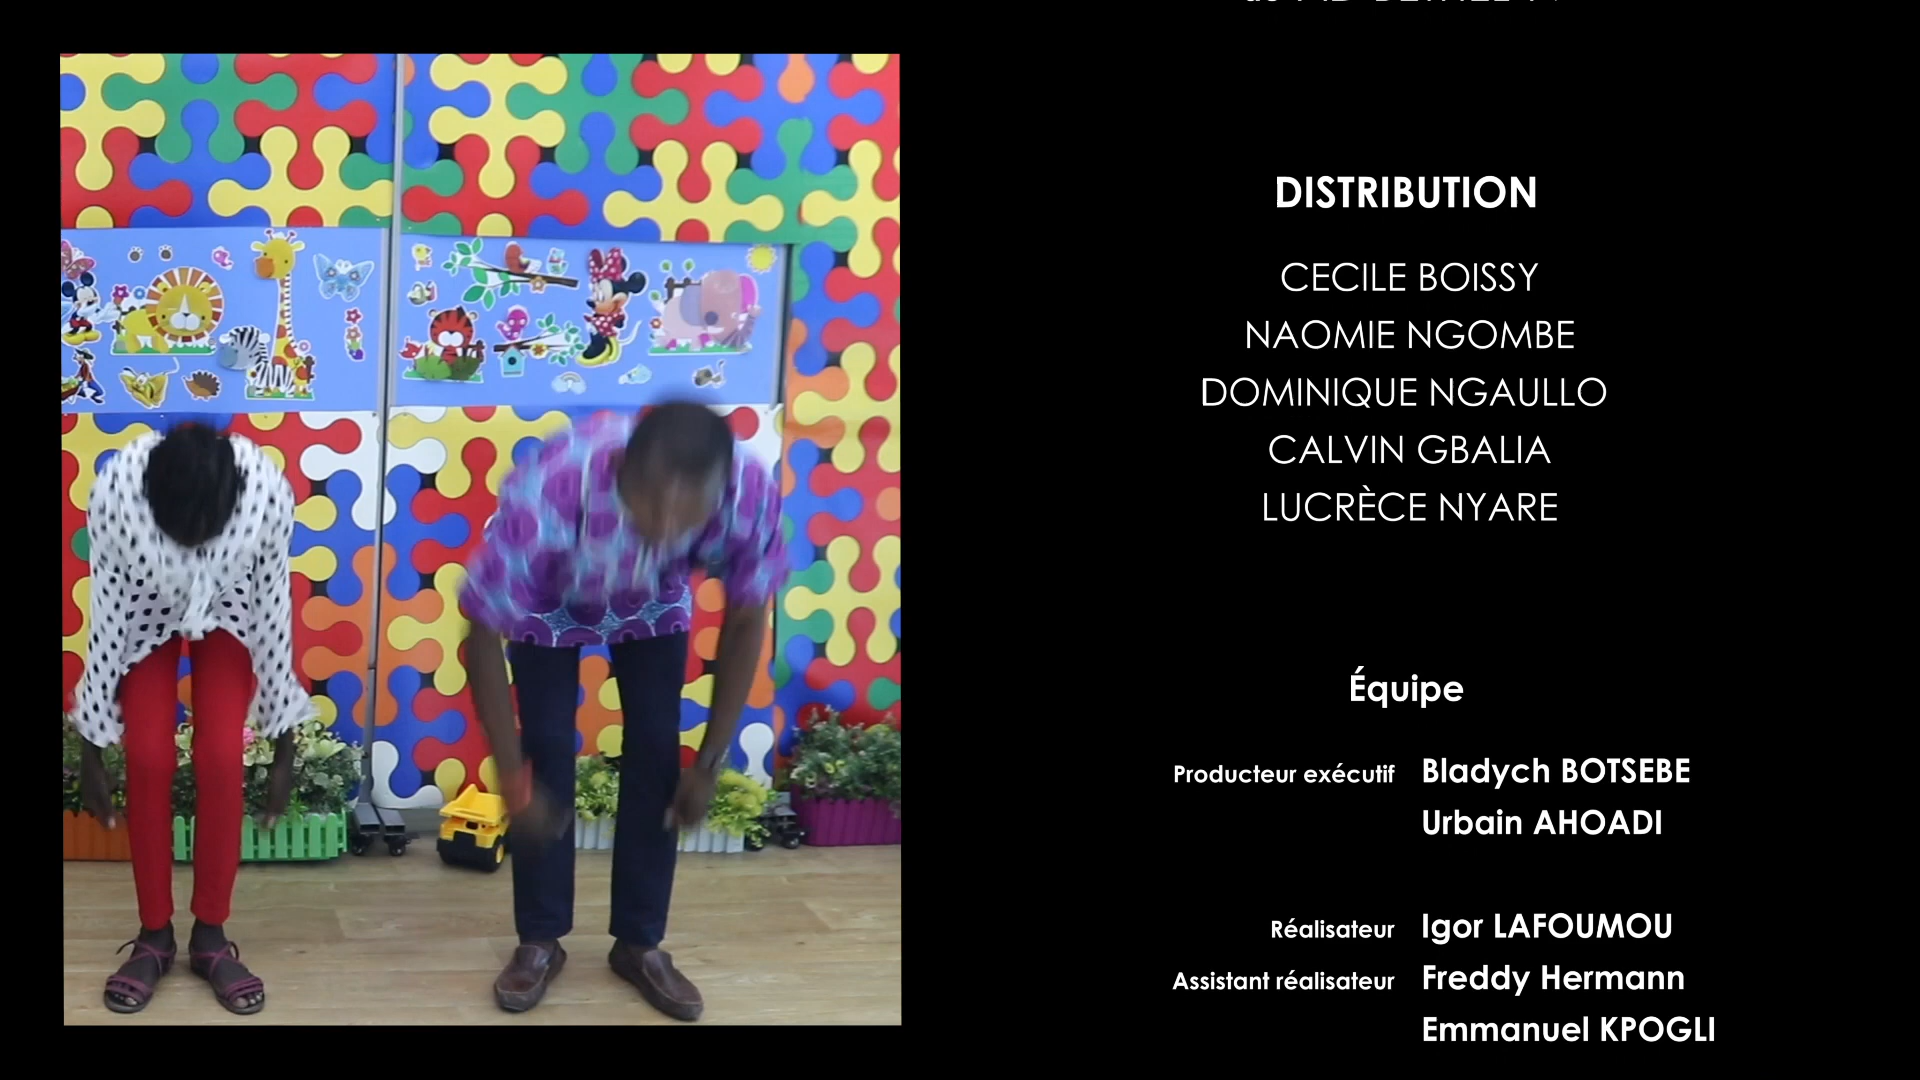 DISTRIBUTION
CECILE BOISSY
NAOMIE NGOMBE
DOMINIQUE NGAULLO
CALVIN GBALIA
LUCRÈCE NYARE
Équipe
Producteur exécutif Bladych BOTSEBE
Urbain AHOADI
Réalisateur Igor LAFOUMOU
Assistant réalisateur Freddy Hermann
Emmanuel KPOGLI